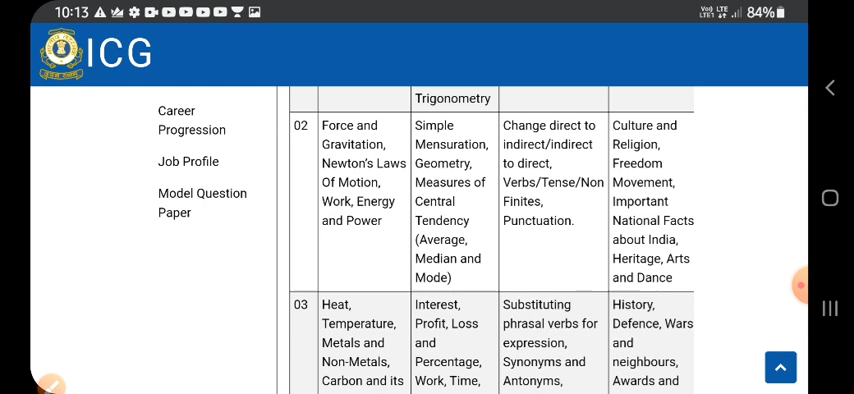 10:13
Vo)) LTE
LTE1
84%
ICG
Career
Progression
Job Profile
Model Question
Paper
Trigonometry
02
Force and
Gravitation,
Newton's Laws
Of Motion,
Work, Energy
and Power
Simple
Mensuration,
Geometry,
Measures of
Central
Tendency
(Average,
Median and
Mode)
Change direct to
indirect/indirect
to direct,
Verbs/Tense/Non
Finites,
Punctuation.
Culture and
Religion,
Freedom
Movement,
Important
National Facts
about India,
Heritage, Arts
and Dance
03
Heat,
Temperature,
Metals and
Non-Metals,
Carbon and its
Interest,
Profit, Loss
and
Percentage,
Work, Time,
Substituting
phrasal verbs for
expression,
Synonyms and
Antonyms,
History,
Defence, Wars
and
neighbours,
Awards and